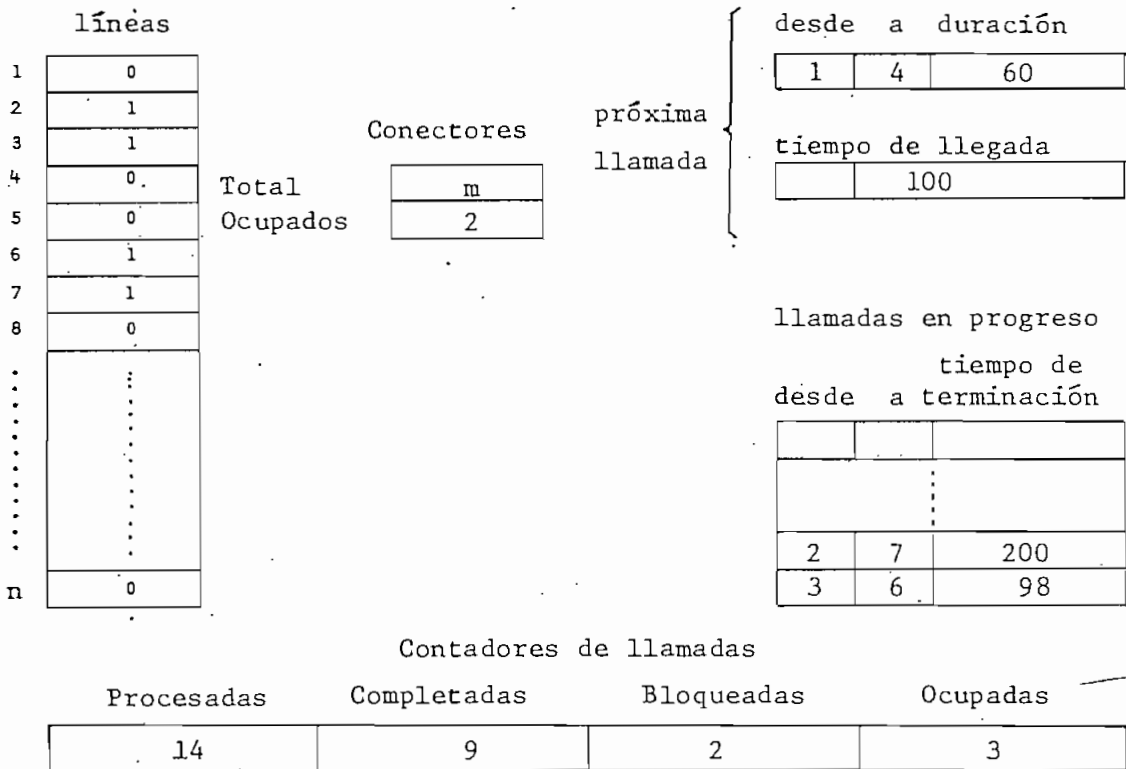 líneas
1 0
2 1
3 1
4 0
5 0
6 1
7 1
8 0
n 0
Conectores
Total m
Ocupados 2
próxima
llamada
desde a duración
1 4 60
tiempo de llegada
100
llamadas en progreso
tiempo de
desde a terminación
2 7 200
3 6 98
Contadores de llamadas
Procesadas Completadas Bloqueadas Ocupadas
14 9 2 3